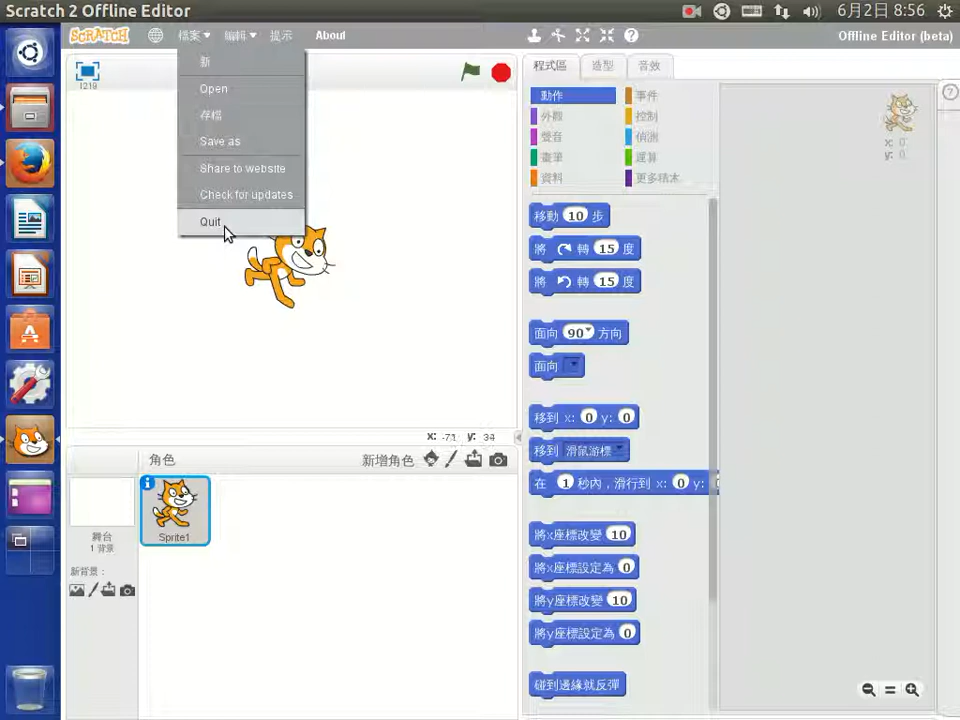 Scratch 2 Offline Editor
6月2日 8:56
SCRATCH 檔案 編輯 提示 About
Offline Editor (beta)
新
Open
存檔
Save as
Share to website
Check for updates
Quit
程式區 造型 音效
動作 事件
外觀 控制
聲音 偵測
畫筆 運算
資料 更多積木
x: 0
y: 0
移動 10 步
將 轉 15 度
將 轉 15 度
面向 90 方向
面向
移到 x: 0 y: 0
移到 滑鼠游標
在 1 秒內，滑行到 x: 0 y:
將x座標改變 10
將x座標設定為 0
將y座標改變 10
將y座標設定為 0
碰到邊緣就反彈
x: -71 y: 34
角色 新增角色
Sprite1
舞台
1 背景
新背景: